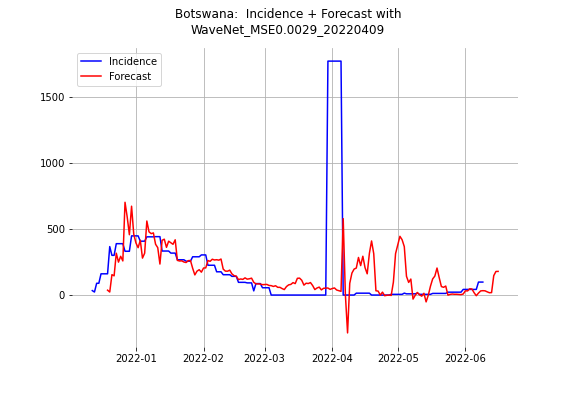 Botswana:  Incidence + Forecast with
WaveNet_MSE0.0029_20220409
Incidence
Forecast
1500
1000
500
0
2022-01
2022-02
2022-03
2022-04
2022-05
2022-06